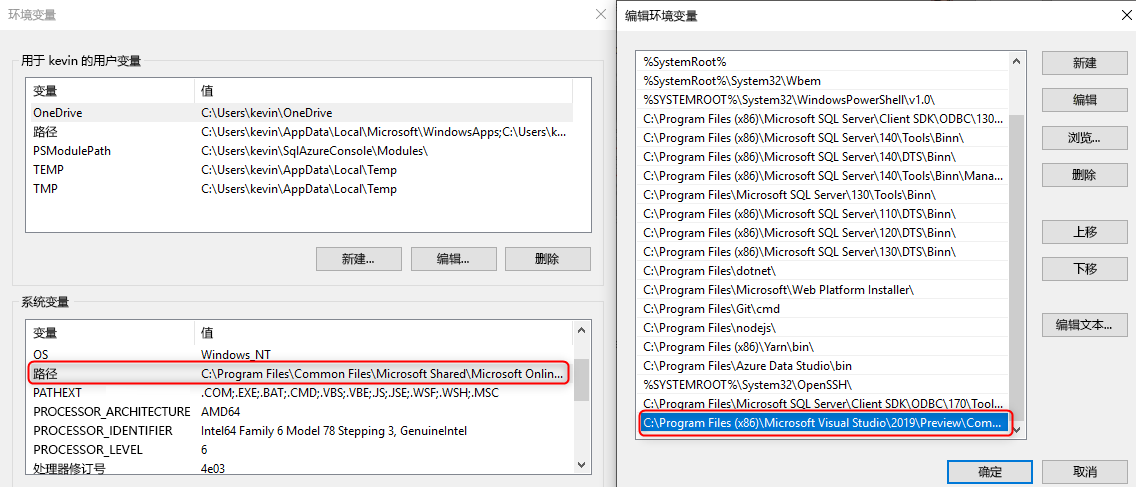 环境变量
用于 kevin 的用户变量
变量 值
OneDrive C:\Users\kevin\OneDrive
路径 C:\Users\kevin\AppData\Local\Microsoft\WindowsApps;C:\Users\k...
PSModulePath C:\Users\kevin\SqlAzureConsole\Modules\
TEMP C:\Users\kevin\AppData\Local\Temp
TMP C:\Users\kevin\AppData\Local\Temp
新建... 编辑... 删除
系统变量
变量 值
OS Windows_NT
路径 C:\Program Files\Common Files\Microsoft Shared\Microsoft Onlin...
PATHEXT .COM;.EXE;.BAT;.CMD;.VBS;.VBE;JS;JSE;.WSF;.WSH;.MSC
PROCESSOR_ARCHITECTURE AMD64
PROCESSOR_IDENTIFIER Intel64 Family 6 Model 78 Stepping 3, GenuineIntel
PROCESSOR_LEVEL 6
处理器修订号 4e03
编辑环境变量
%SystemRoot%
%SystemRoot%\System32\Wbem
%SYSTEMROOT%\System32\WindowsPowerShell\v1.0\
C:\Program Files (x86)\Microsoft SQL Server\Client SDK\ODBC\130...
C:\Program Files (x86)\Microsoft SQL Server\140\Tools\Binn\
C:\Program Files (x86)\Microsoft SQL Server\140\DTS\Binn\
C:\Program Files (x86)\Microsoft SQL Server\140\Tools\Binn\Mana...
C:\Program Files\Microsoft SQL Server\130\Tools\Binn\
C:\Program Files (x86)\Microsoft SQL Server\110\DTS\Binn\
C:\Program Files (x86)\Microsoft SQL Server\120\DTS\Binn\
C:\Program Files (x86)\Microsoft SQL Server\130\DTS\Binn\
C:\Program Files\dotnet\
C:\Program Files\Microsoft\Web Platform Installer\
C:\Program Files\Git\cmd
C:\Program Files\nodejs\
C:\Program Files (x86)\Yarn\bin\
C:\Program Files\Azure Data Studio\bin
%SYSTEMROOT%\System32\OpenSSH\
C:\Program Files\Microsoft SQL Server\Client SDK\ODBC\170\Tool...
C:\Program Files (x86)\Microsoft Visual Studio\2019\Preview\Com...
新建
编辑
浏览...
删除
上移
下移
编辑文本...
确定 取消